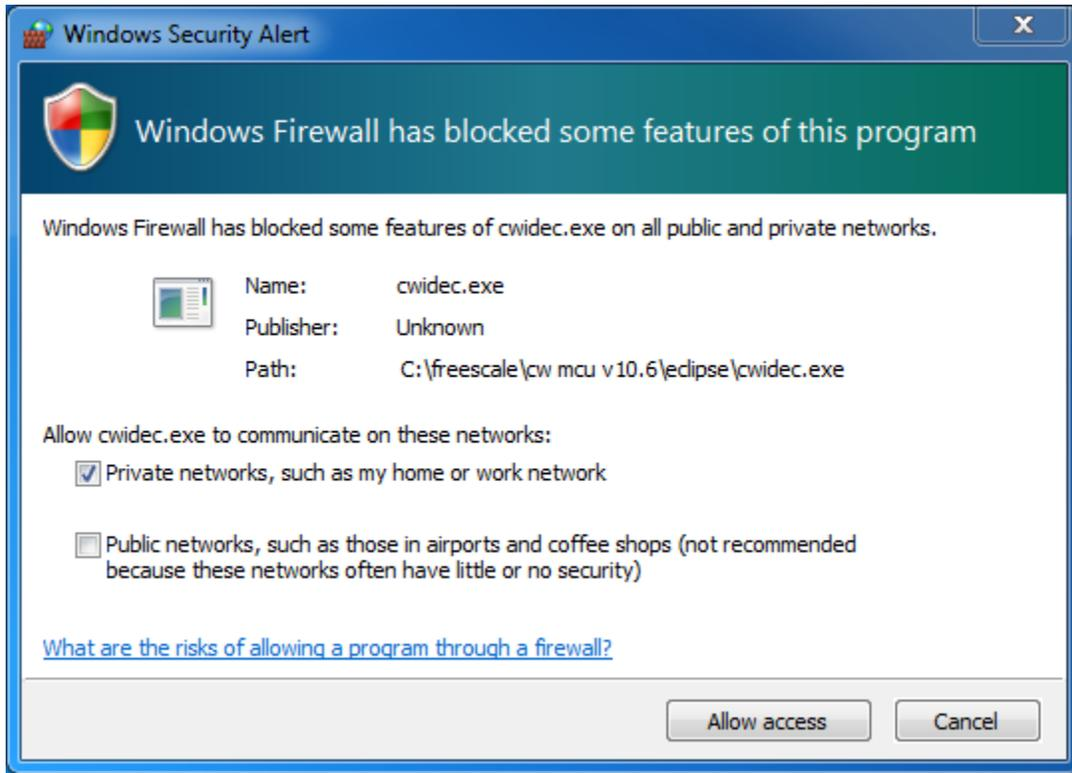 Windows Security Alert
Windows Firewall has blocked some features of this program
Windows Firewall has blocked some features of cwidec.exe on all public and private networks.
Name: cwidec.exe
Publisher: Unknown
Path: C:\freescale\cw mcu v10.6\eclipse\cwidec.exe
Allow cwidec.exe to communicate on these networks:
Private networks, such as my home or work network
Public networks, such as those in airports and coffee shops (not recommended
because these networks often have little or no security)
What are the risks of allowing a program through a firewall?
Allow access Cancel